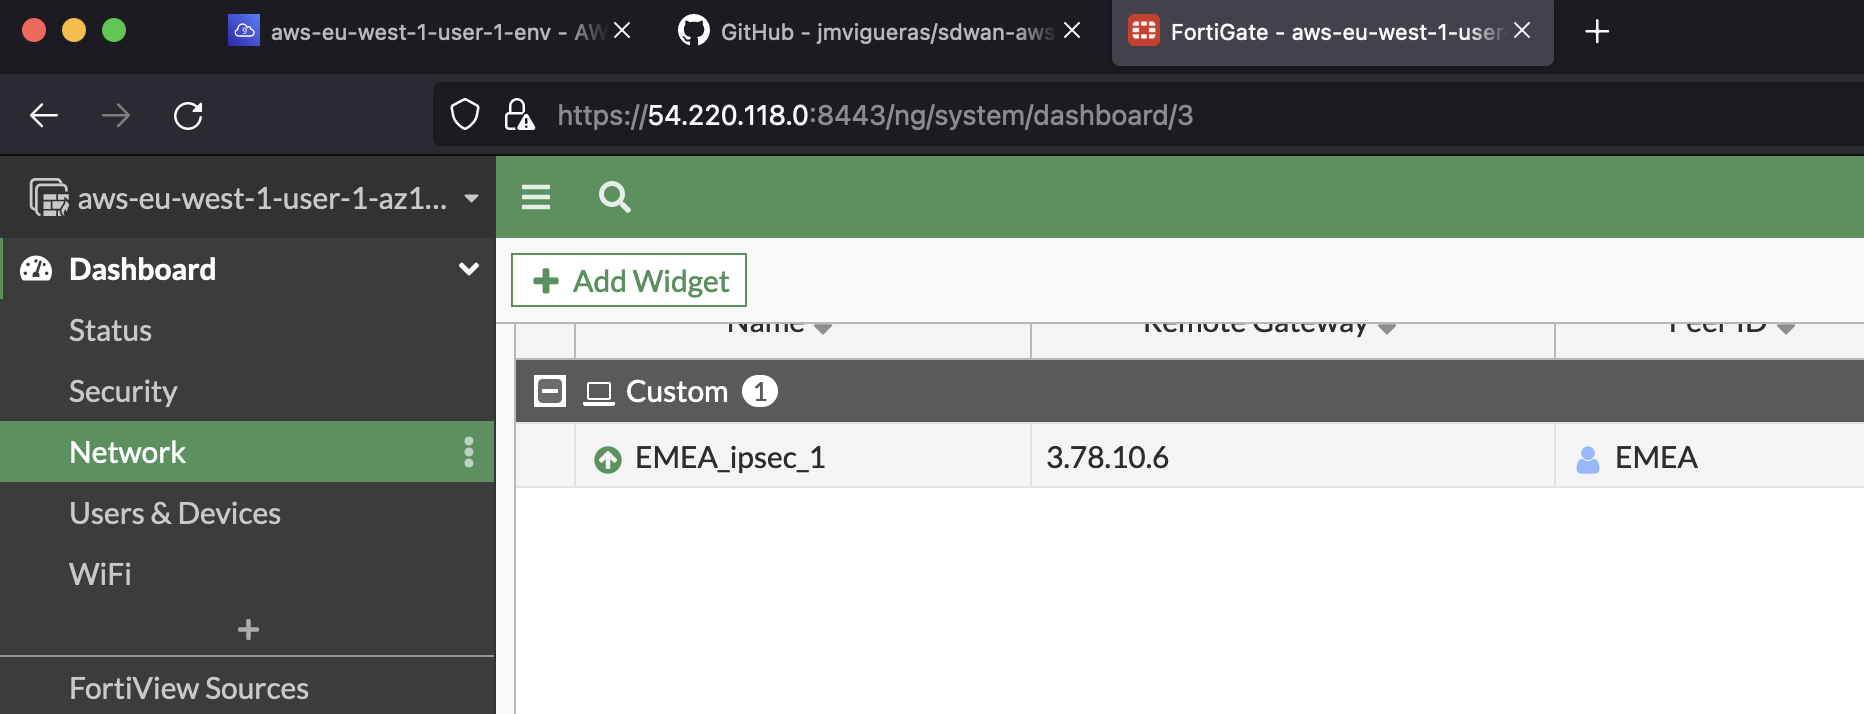 aws-eu-west-1-user-1-env - AW
GitHub - jmvigueras/sdwan-aws
FortiGate - aws-eu-west-1-user-
https://54.220.118.0:8443/ng/system/dashboard/3
aws-eu-west-1-user-1-az1...
Dashboard
Status
Security
Network
Users & Devices
WiFi
FortiView Sources
Add Widget
Name
Remote Gateway
Peer ID
Custom 1
EMEA_ipsec_1
3.78.10.6
EMEA